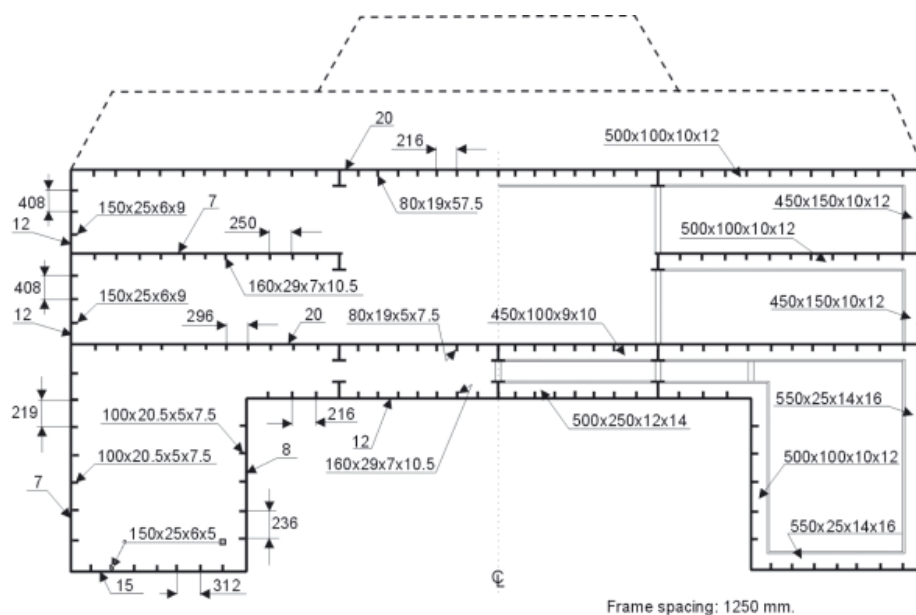 20
216
500x100x10x12
408
150x25x6x9
7
80x19x57.5
450x150x10x12
12
250
500x100x10x12
408
150x25x6x9
160x29x7x10.5
450x150x10x12
12
296
20
80x19x5x7.5
450x100x9x10
219
100x20.5x5x7.5
216
500x250x12x14
550x25x14x16
12
100x20.5x5x7.5
8
160x29x7x10.5
500x100x10x12
7
236
150x25x6x5
550x25x14x16
15
312
℄
Frame spacing: 1250 mm.